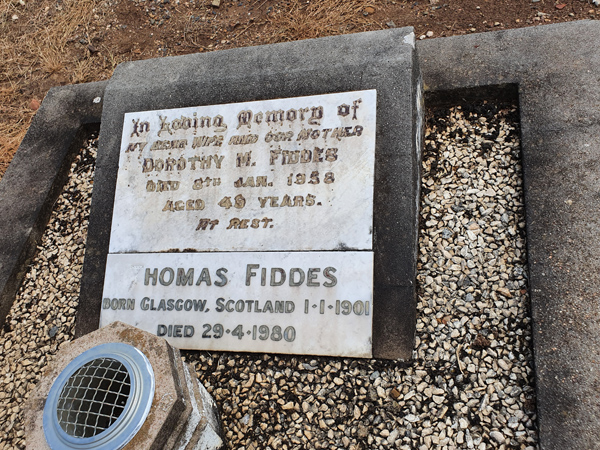 In Loving Memory of
MY DEAR WIFE AND OUR MOTHER
DOROTHY M. FIDDES
DIED 8TH JAN. 1958
AGED 48 YEARS.
AT REST.
HOMAS FIDDES
BORN GLASGOW, SCOTLAND 1·1·1901
DIED 29·4·1980